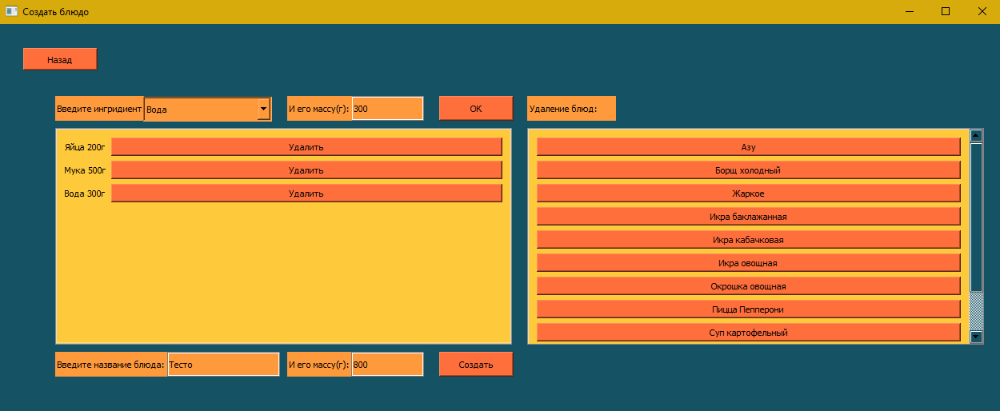 Создать блюдо
Назад
Введите ингридиент Вода И его массу(г): 300 ОК Удаление блюд:
Яйца 200г Удалить
Мука 500г Удалить
Вода 300г Удалить
Азу
Борщ холодный
Жаркое
Икра баклажанная
Икра кабачковая
Икра овощная
Окрошка овощная
Пицца Пепперони
Суп картофельный
Введите название блюда: Тесто И его массу(г): 800 Создать